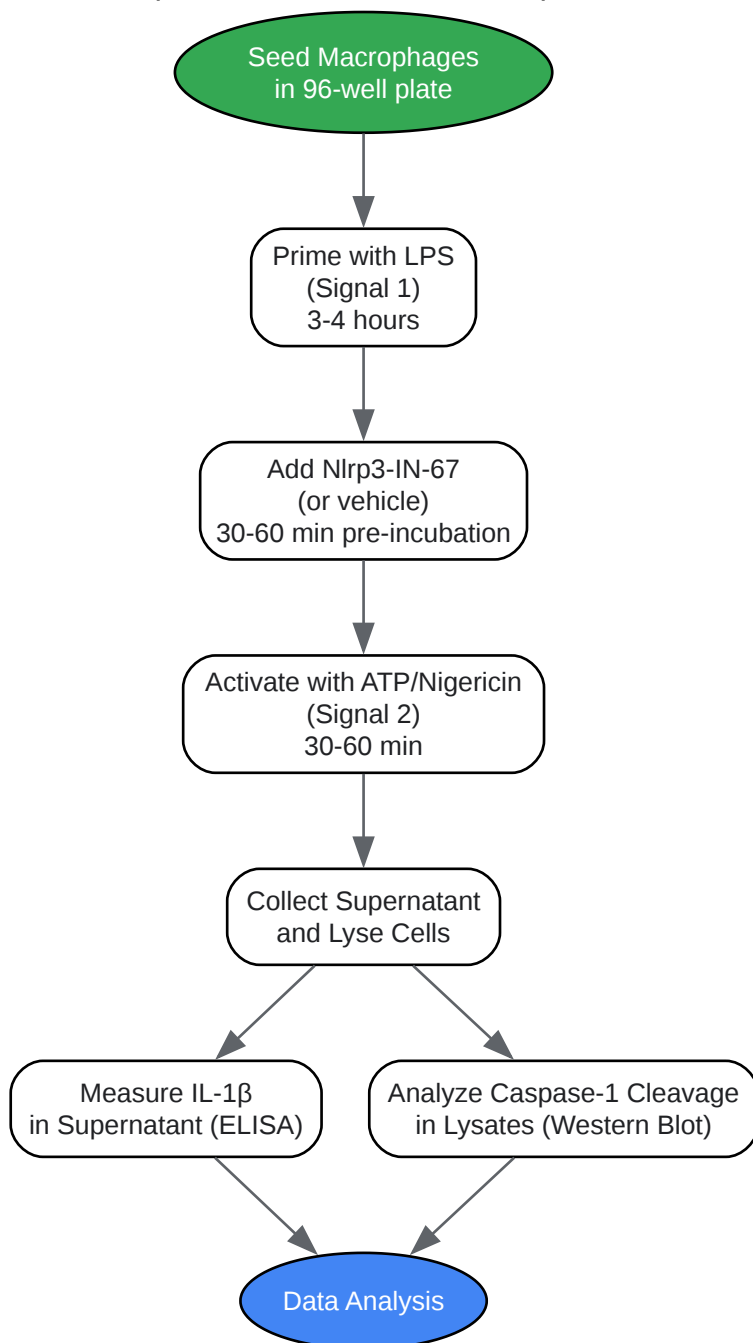 Seed Macrophages
in 96-well plate
Prime with LPS
(Signal 1)
3-4 hours
Add Nlrp3-IN-67
(or vehicle)
30-60 min pre-incubation
Activate with ATP/Nigericin
(Signal 2)
30-60 min
Collect Supernatant
and Lyse Cells
Measure IL-1β
in Supernatant (ELISA)
Analyze Caspase-1 Cleavage
in Lysates (Western Blot)
Data Analysis